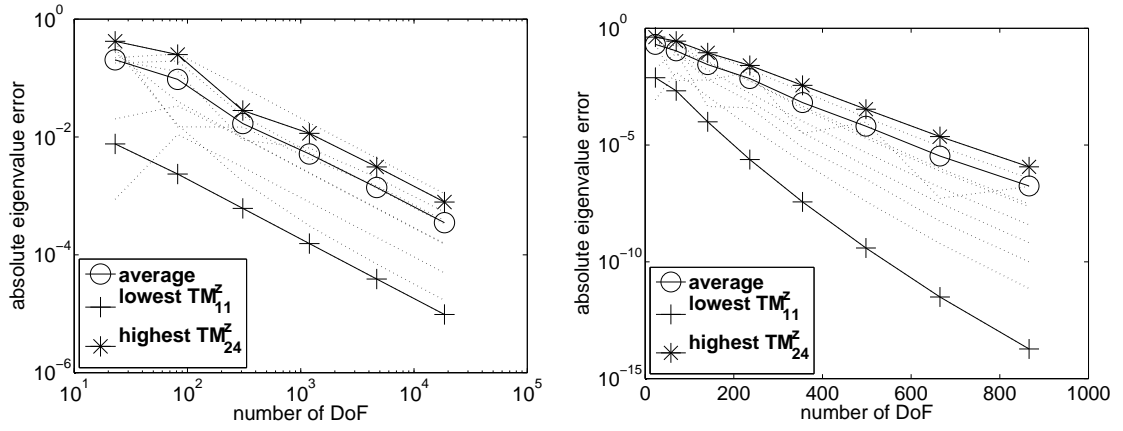 absolute eigenvalue error
10^0
10^−2
10^−4
10^−6
average
lowest TM^z_11
highest TM^z_24
10^1
10^2
10^3
10^4
10^5
number of DoF
absolute eigenvalue error
10^0
10^−5
10^−10
10^−15
average
lowest TM^z_11
highest TM^z_24
0
200
400
600
800
1000
number of DoF